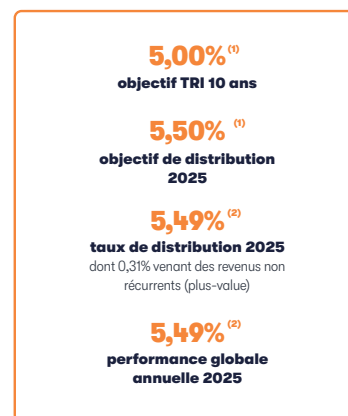 5,00% (1)
objectif TRI 10 ans
5,50% (1)
objectif de distribution
2025
5,49% (2)
taux de distribution 2025
dont 0,31% venant des revenus non
récurrents (plus-value)
5,49% (2)
performance globale
annuelle 2025